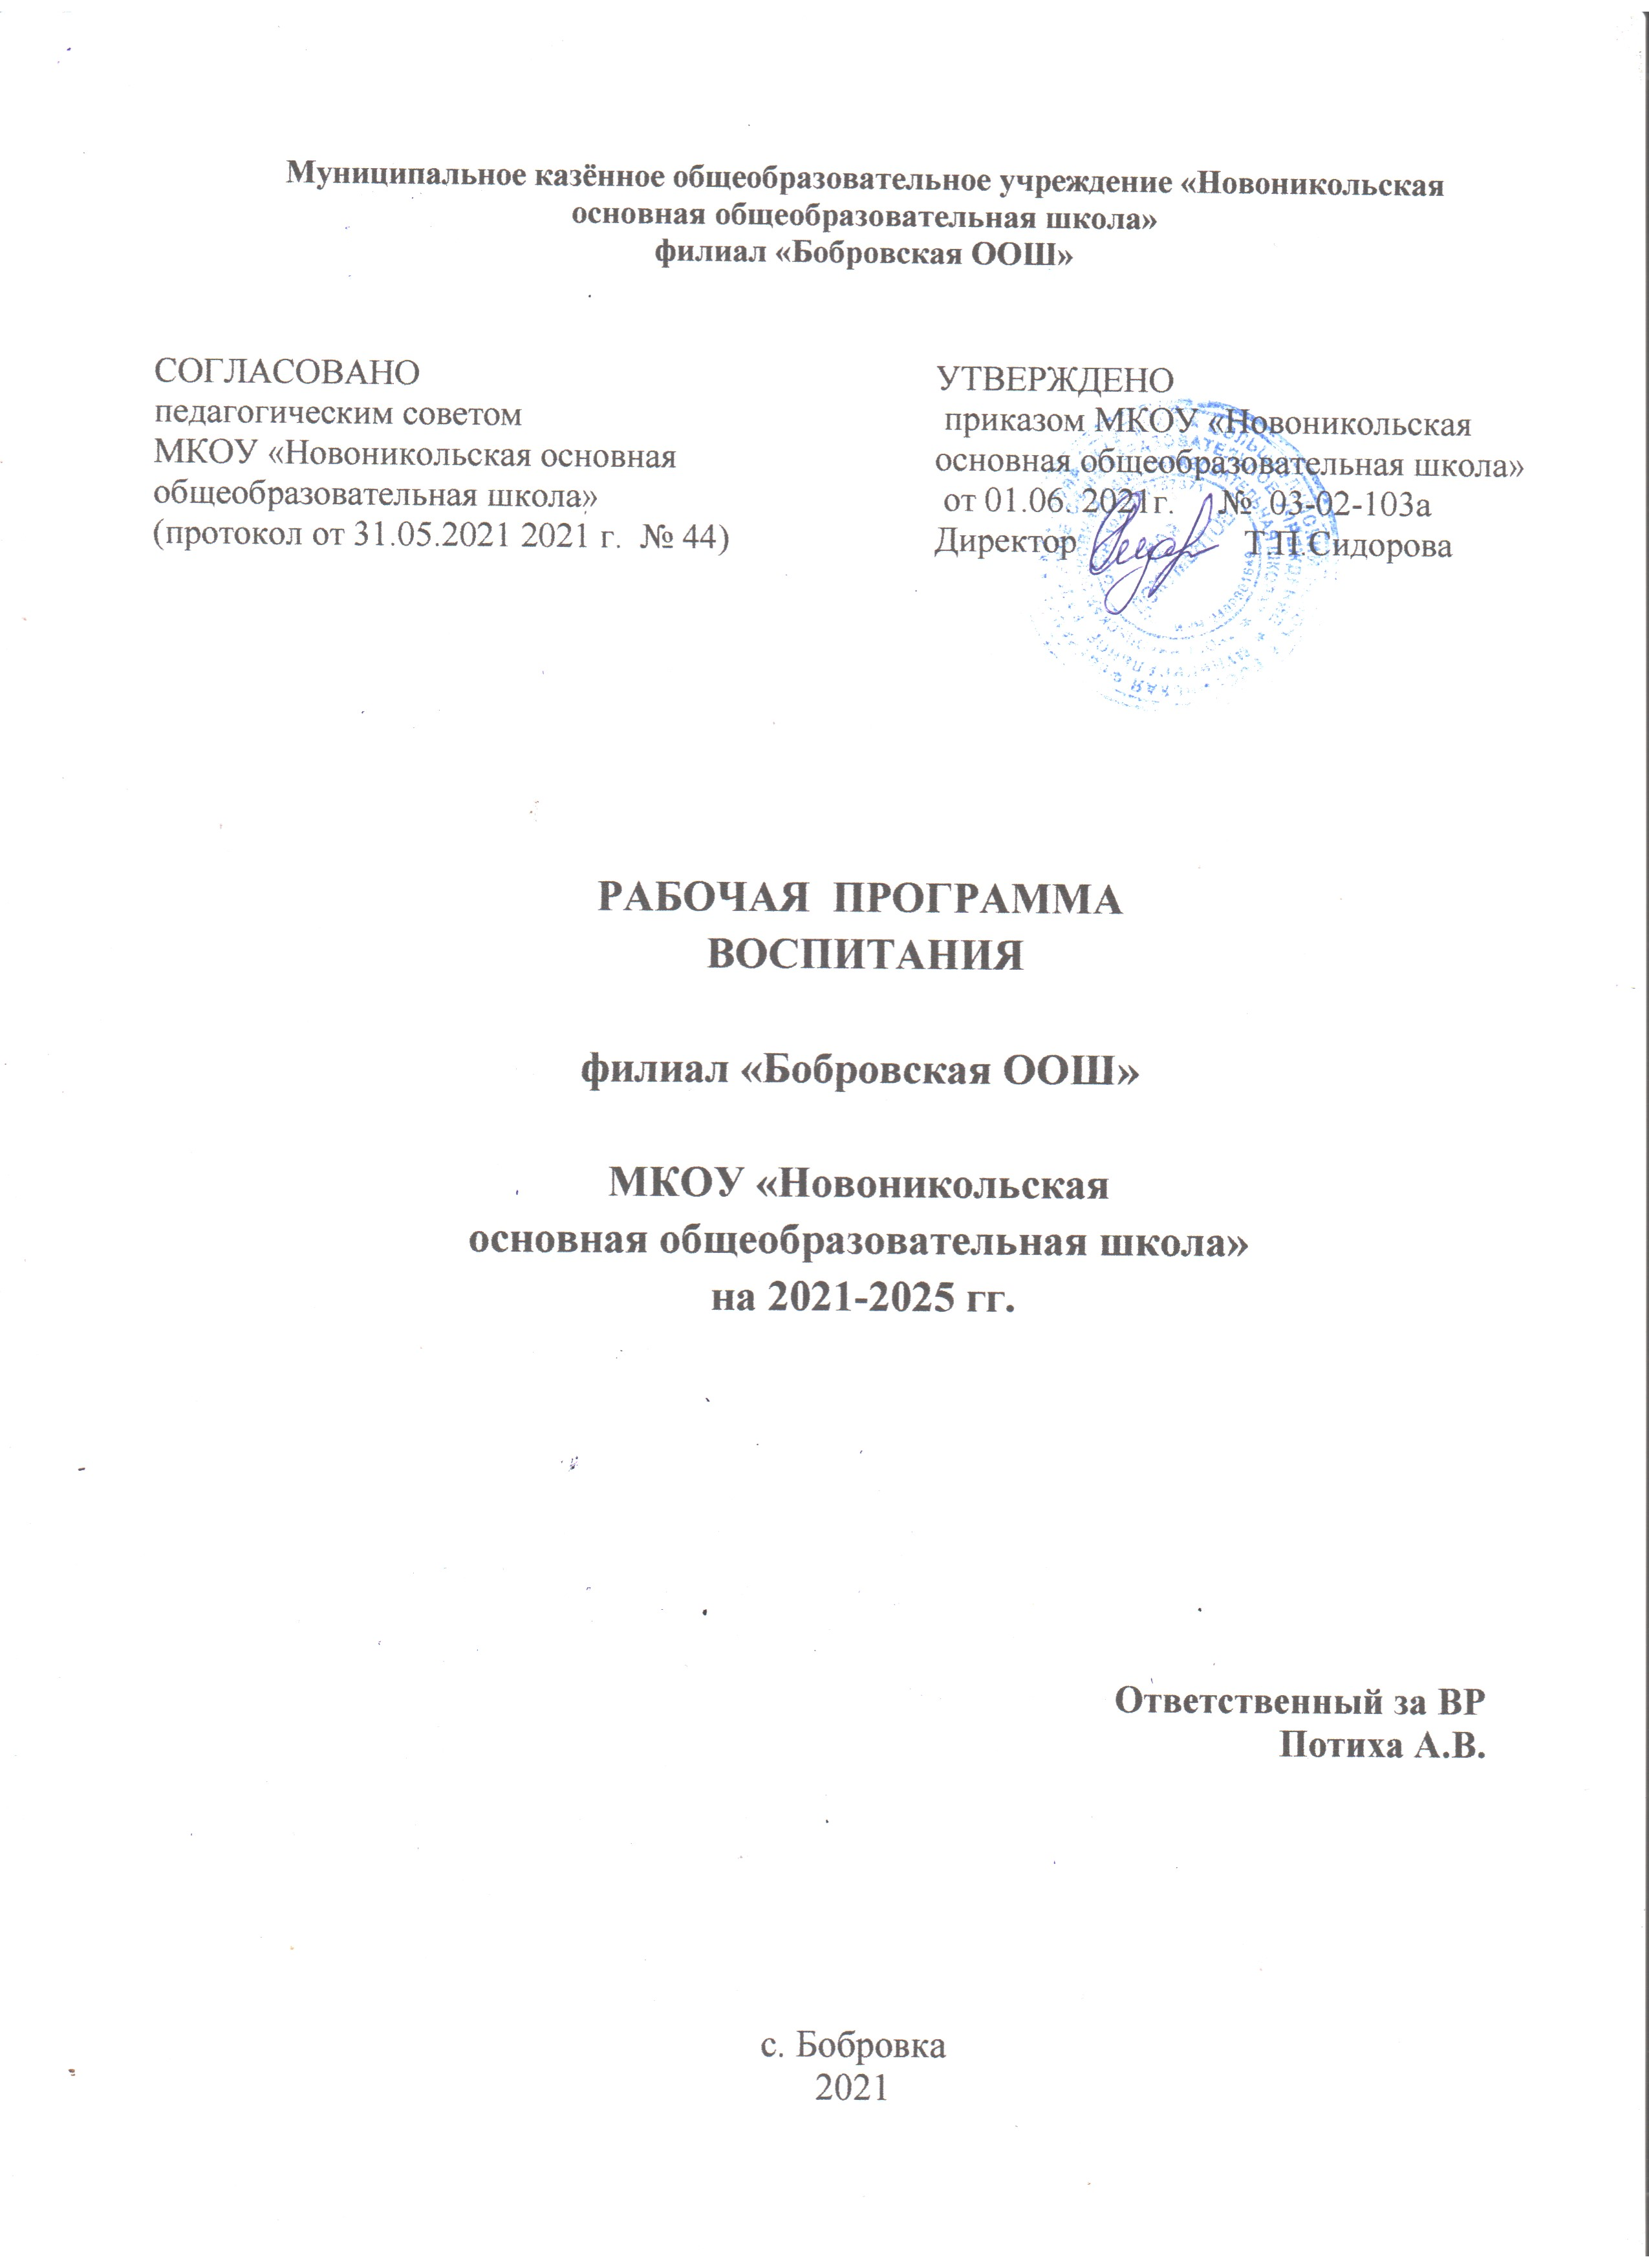 Муниципальное казённое общеобразовательное учреждение «Новоникольская
основная общеобразовательная школа»
филиал «Бобровская ООШ»
СОГЛАСОВАНО
педагогическим советом
МКОУ «Новоникольская основная
общеобразовательная школа»
(протокол от 31.05.2021 2021 г. № 44)
УТВЕРЖДЕНО
приказом МКОУ «Новоникольская
основная общеобразовательная школа»
от 01.06. 2021г. № 03-02-103а
Директор Т.П.Сидорова
РАБОЧАЯ ПРОГРАММА
ВОСПИТАНИЯ
филиал «Бобровская ООШ»
МКОУ «Новоникольская
основная общеобразовательная школа»
на 2021-2025 гг.
Ответственный за ВР
Потиха А.В.
с. Бобровка
2021